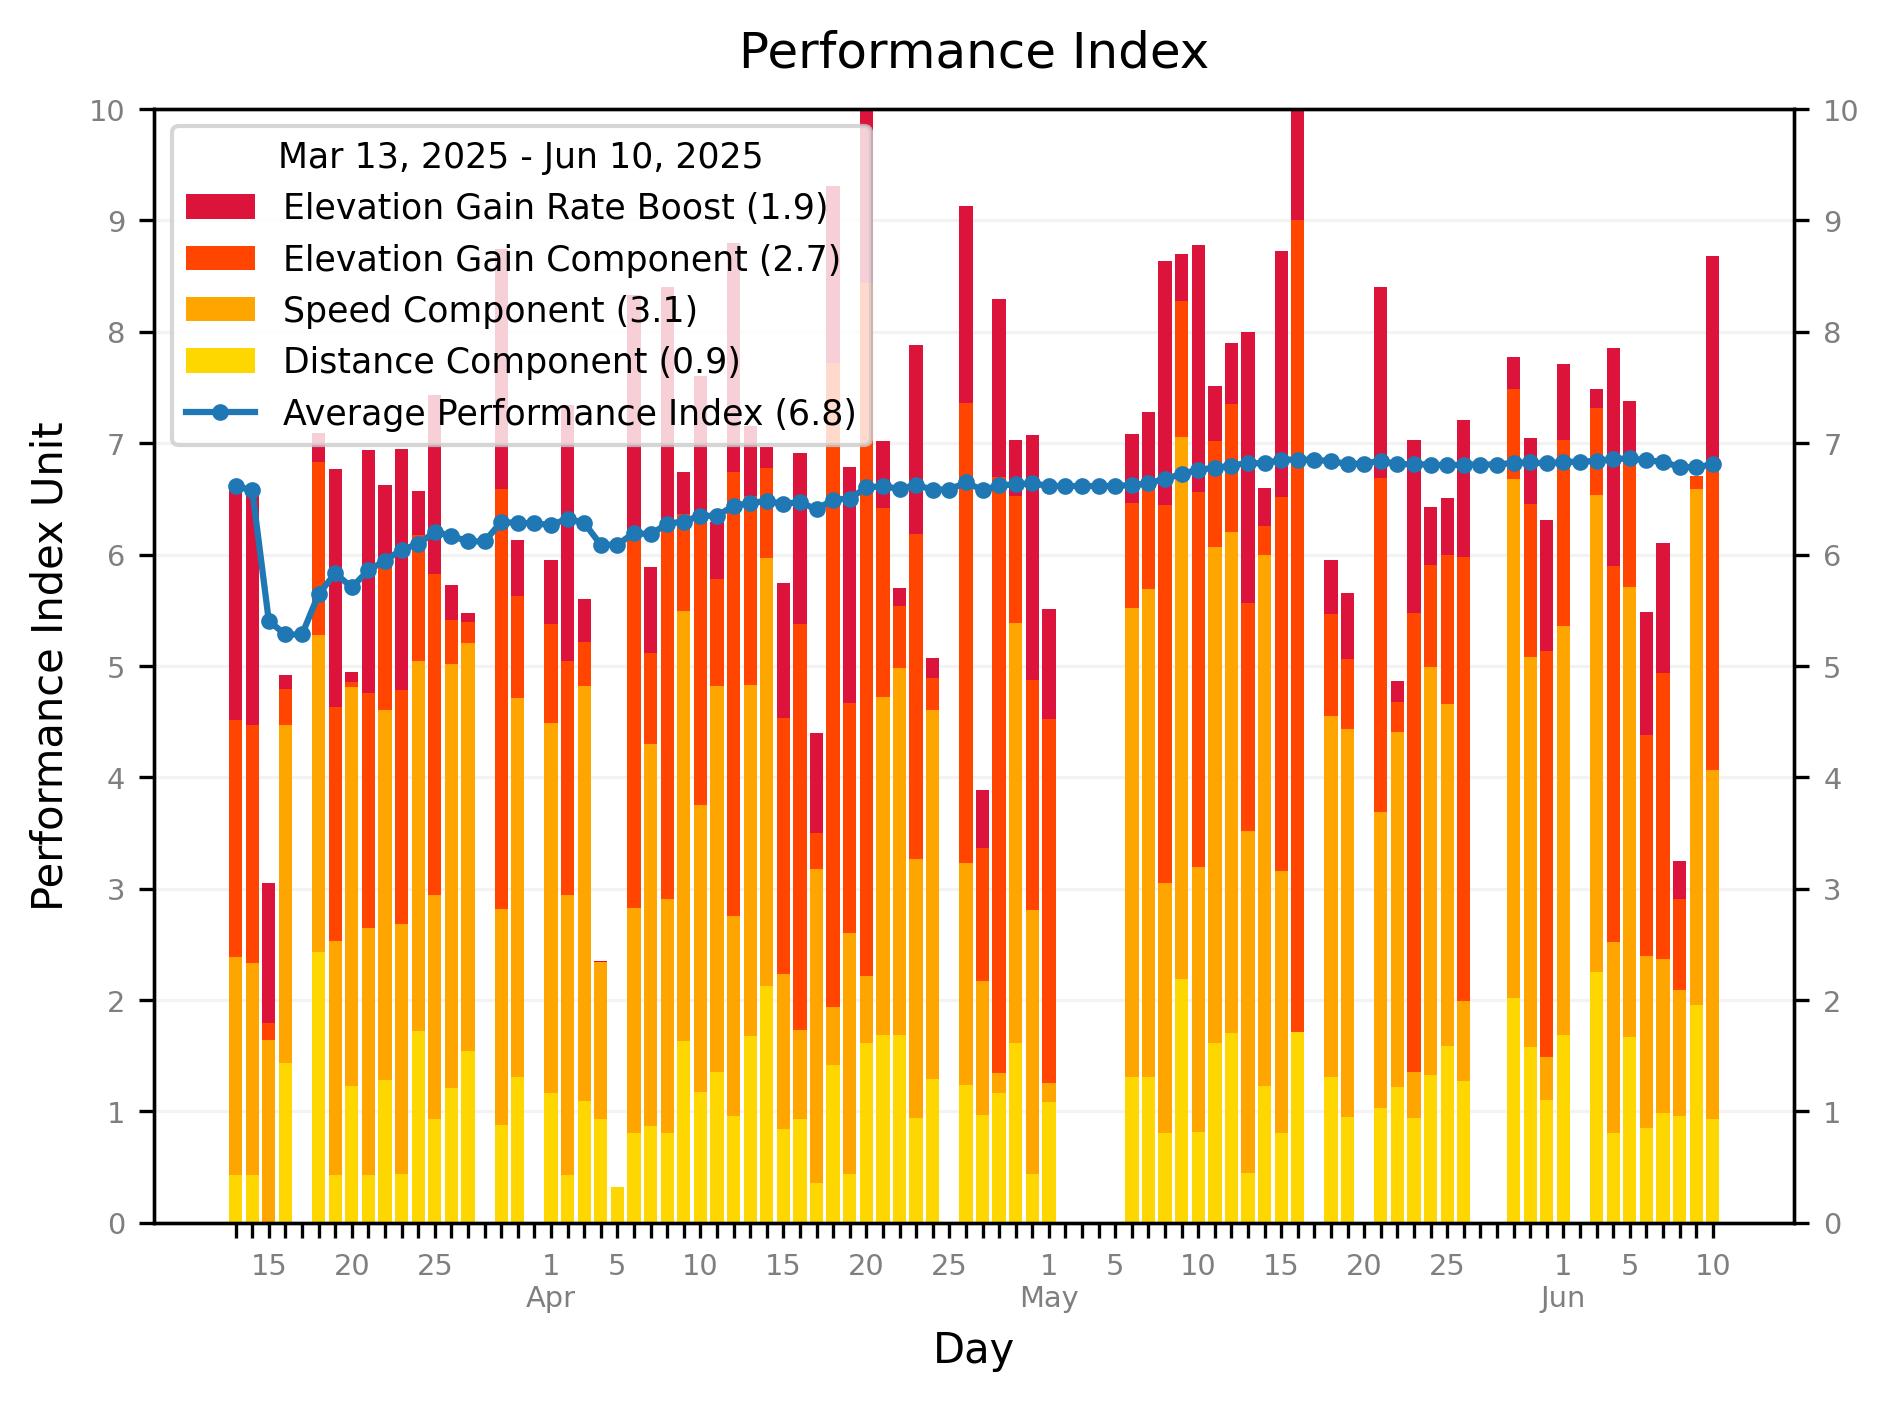 Performance Index
Mar 13, 2025 - Jun 10, 2025
Elevation Gain Rate Boost (1.9)
Elevation Gain Component (2.7)
Speed Component (3.1)
Distance Component (0.9)
Average Performance Index (6.8)
Performance Index Unit
10 10
9 9
8 8
7 7
6 6
5 5
4 4
3 3
2 2
1 1
0 0
15 20 25 1 5 10 15 20 25 1 5 10 15 20 25 1 5 10
Apr May Jun
Day